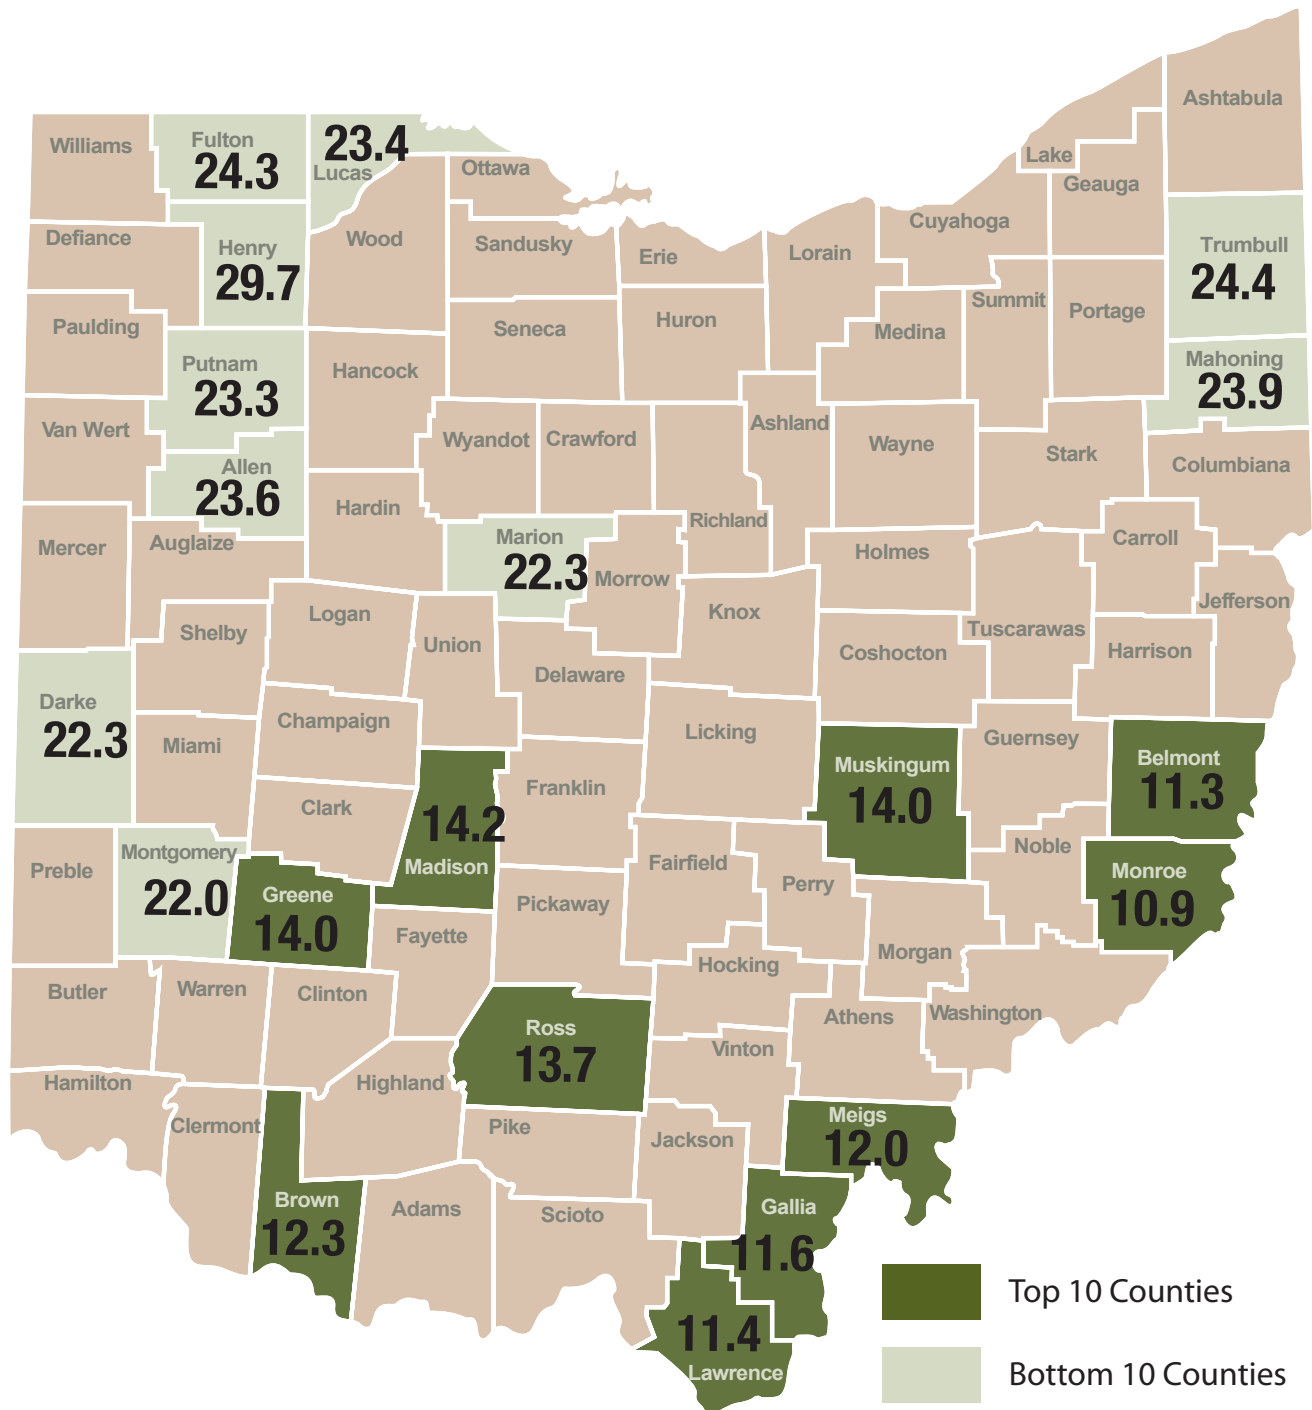 Ashtabula
Lake
Geauga
Williams
Fulton
24.3
23.4
Lucas
Ottawa
Cuyahoga
Defiance
Henry
29.7
Wood
Sandusky
Erie
Lorain
Trumbull
24.4
Paulding
Seneca
Huron
Medina
Summit
Portage
Putnam
23.3
Hancock
Mahoning
23.9
Van Wert
Wyandot
Crawford
Ashland
Wayne
Stark
Columbiana
Allen
23.6
Hardin
Richland
Mercer
Auglaize
Marion
22.3
Morrow
Holmes
Carroll
Jefferson
Logan
Shelby
Union
Knox
Tuscarawas
Harrison
Coshocton
Delaware
Darke
22.3
Miami
Champaign
Licking
Guernsey
Muskingum
14.0
Belmont
11.3
Franklin
Clark
14.2
Madison
Preble
Montgomery
22.0
Greene
14.0
Fairfield
Perry
Noble
Monroe
10.9
Pickaway
Fayette
Morgan
Hocking
Butler
Warren
Clinton
Washington
Athens
Ross
13.7
Vinton
Hamilton
Highland
Clermont
Pike
Jackson
Meigs
12.0
Brown
12.3
Adams
Scioto
Gallia
11.6
11.4
Lawrence
Top 10 Counties
Bottom 10 Counties